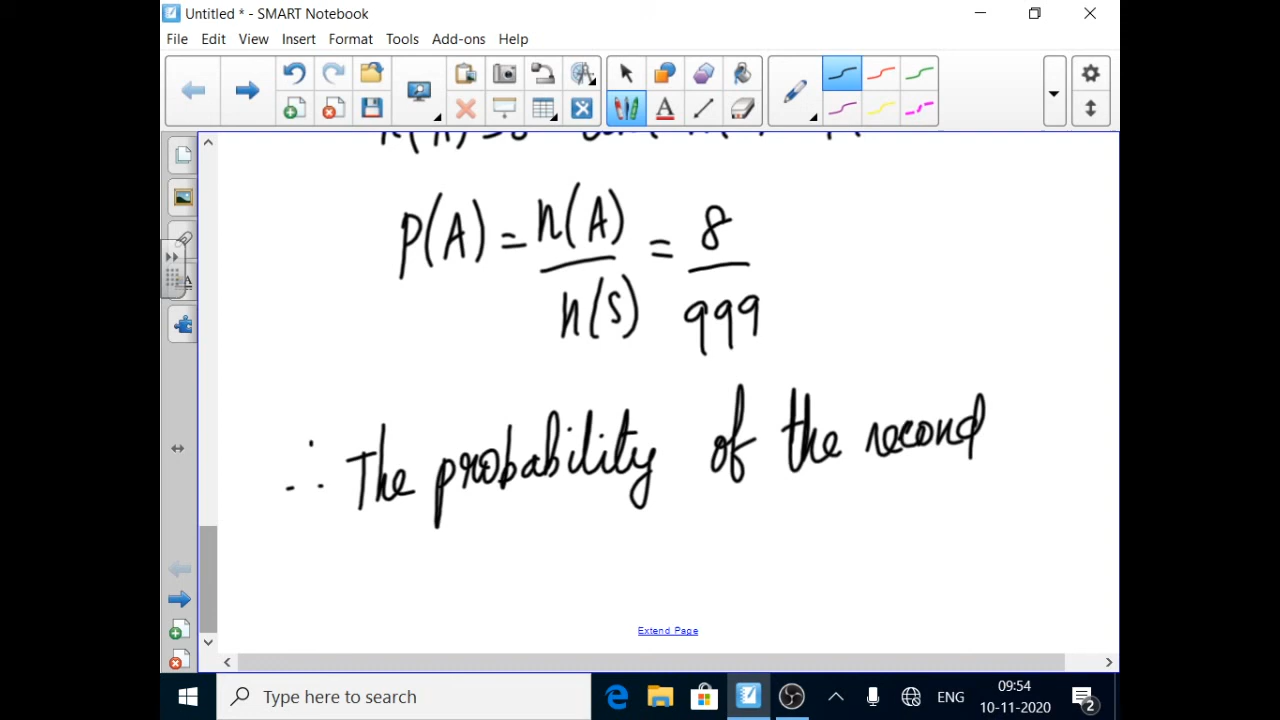 Untitled * - SMART Notebook
File Edit View Insert Format Tools Add-ons Help
P(A) = n(A) / n(S) = 8 / 999
∴ The probability of the second
Extend Page
Type here to search
ENG
09:54
10-11-2020
2